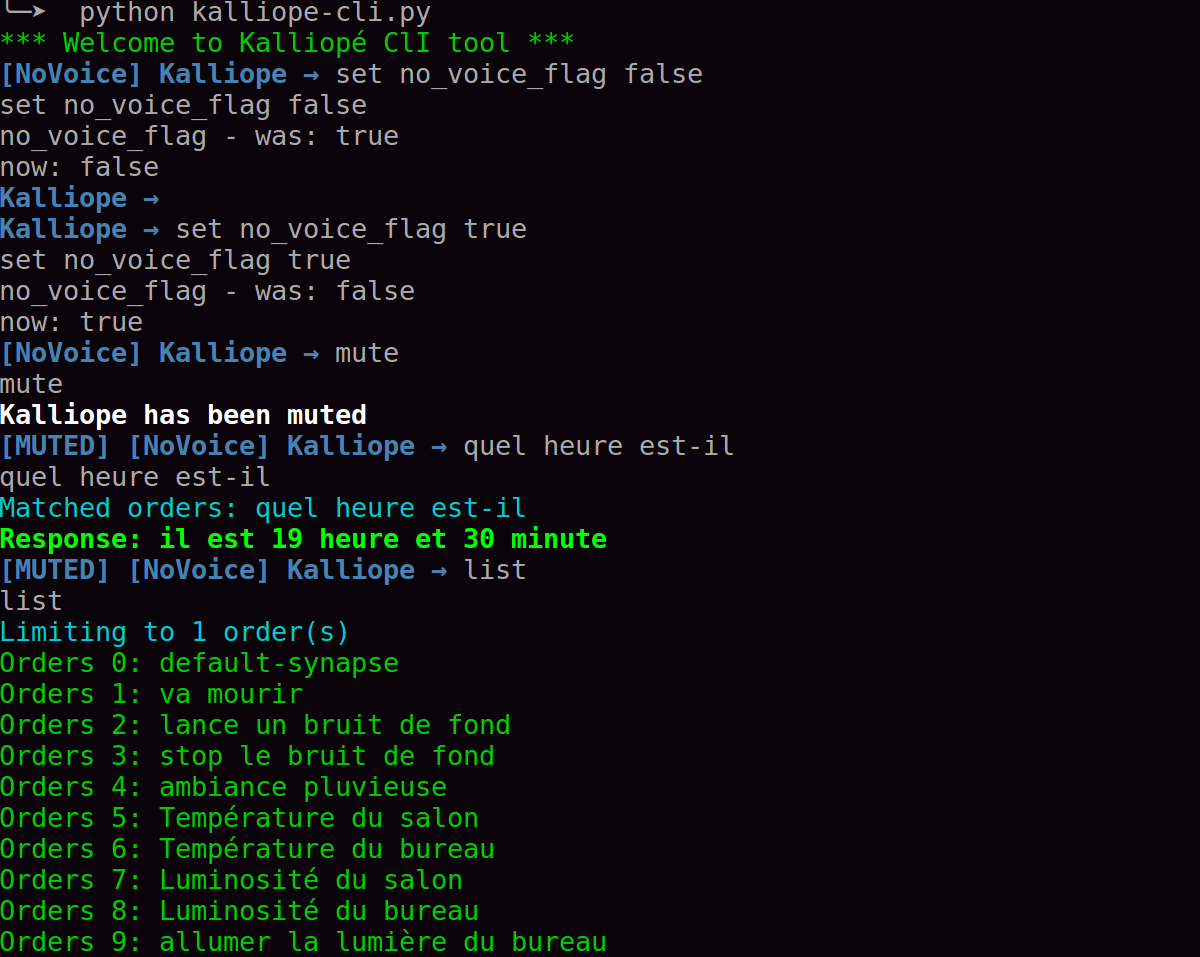 ╰─➤  python kalliope-cli.py
*** Welcome to Kalliopé ClI tool ***
[NoVoice] Kalliope → set no_voice_flag false
set no_voice_flag false
no_voice_flag - was: true
now: false
Kalliope →
Kalliope → set no_voice_flag true
set no_voice_flag true
no_voice_flag - was: false
now: true
[NoVoice] Kalliope → mute
mute
Kalliope has been muted
[MUTED] [NoVoice] Kalliope → quel heure est-il
quel heure est-il
Matched orders: quel heure est-il
Response: il est 19 heure et 30 minute
[MUTED] [NoVoice] Kalliope → list
list
Limiting to 1 order(s)
Orders 0: default-synapse
Orders 1: va mourir
Orders 2: lance un bruit de fond
Orders 3: stop le bruit de fond
Orders 4: ambiance pluvieuse
Orders 5: Température du salon
Orders 6: Température du bureau
Orders 7: Luminosité du salon
Orders 8: Luminosité du bureau
Orders 9: allumer la lumière du bureau